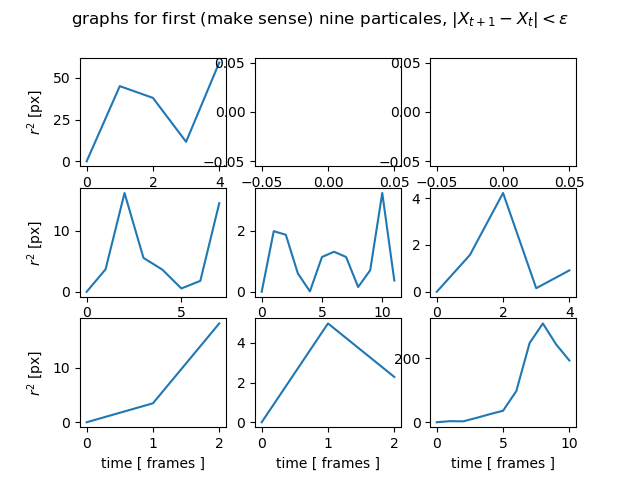 graphs for first (make sense) nine particales, |X_{t+1} − X_t| < ε
50
25
0
r² [px]
0 2 4
0.05
0.00
−0.05
−0.05 0.00 0.05
0.05
0.00
−0.05
−0.05 0.00 0.05
10
0
r² [px]
0 5
2
0
0 5 10
4
2
0
0 2 4
10
0
r² [px]
0 1 2
time [ frames ]
4
2
0
0 1 2
time [ frames ]
200
0
0 5 10
time [ frames ]